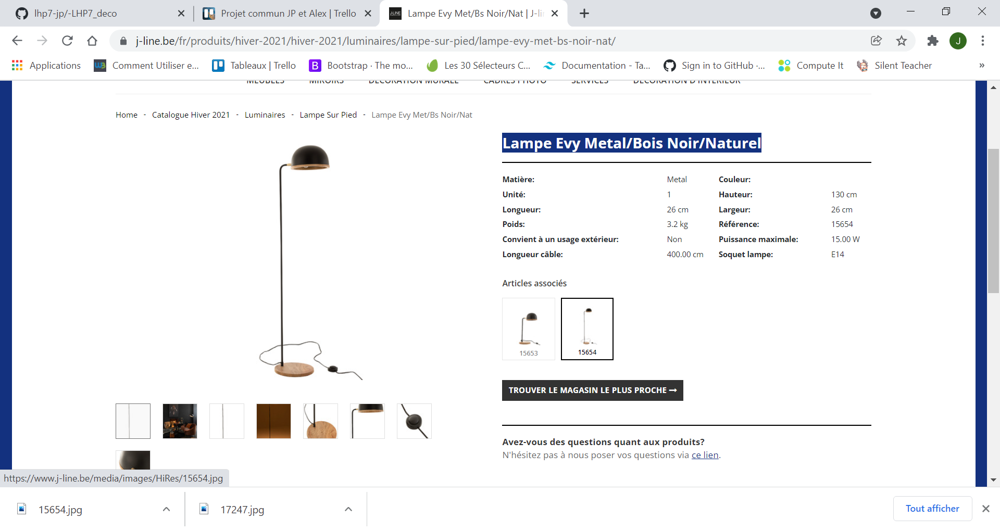 lhp7-jp/-LHP7_deco
Projet commun JP et Alex | Trello
Lampe Evy Met/Bs Noir/Nat | J-li
j-line.be/fr/produits/hiver-2021/hiver-2021/luminaires/lampe-sur-pied/lampe-evy-met-bs-noir-nat/
J
Applications
Comment Utiliser e...
Tableaux | Trello
B Bootstrap · The mo...
Les 30 Sélecteurs C...
Documentation - Ta...
Sign in to GitHub ·...
Compute It
Silent Teacher
»
MEUBLES MIROIRS DÉCORATION MURALE CADRES PHOTO SERVICES DÉCORATION D'INTÉRIEUR
Home - Catalogue Hiver 2021 - Luminaires - Lampe Sur Pied - Lampe Evy Met/Bs Noir/Nat
Lampe Evy Metal/Bois Noir/Naturel
Matière: Metal Couleur:
Unité: 1 Hauteur: 130 cm
Longueur: 26 cm Largeur: 26 cm
Poids: 3.2 kg Référence: 15654
Convient à un usage extérieur: Non Puissance maximale: 15.00 W
Longueur câble: 400.00 cm Soquet lampe: E14
Articles associés
15653
15654
TROUVER LE MAGASIN LE PLUS PROCHE
Avez-vous des questions quant aux produits?
N'hésitez pas à nous poser vos questions via ce lien.
https://www.j-line.be/media/images/HiRes/15654.jpg
15654.jpg
17247.jpg
Tout afficher